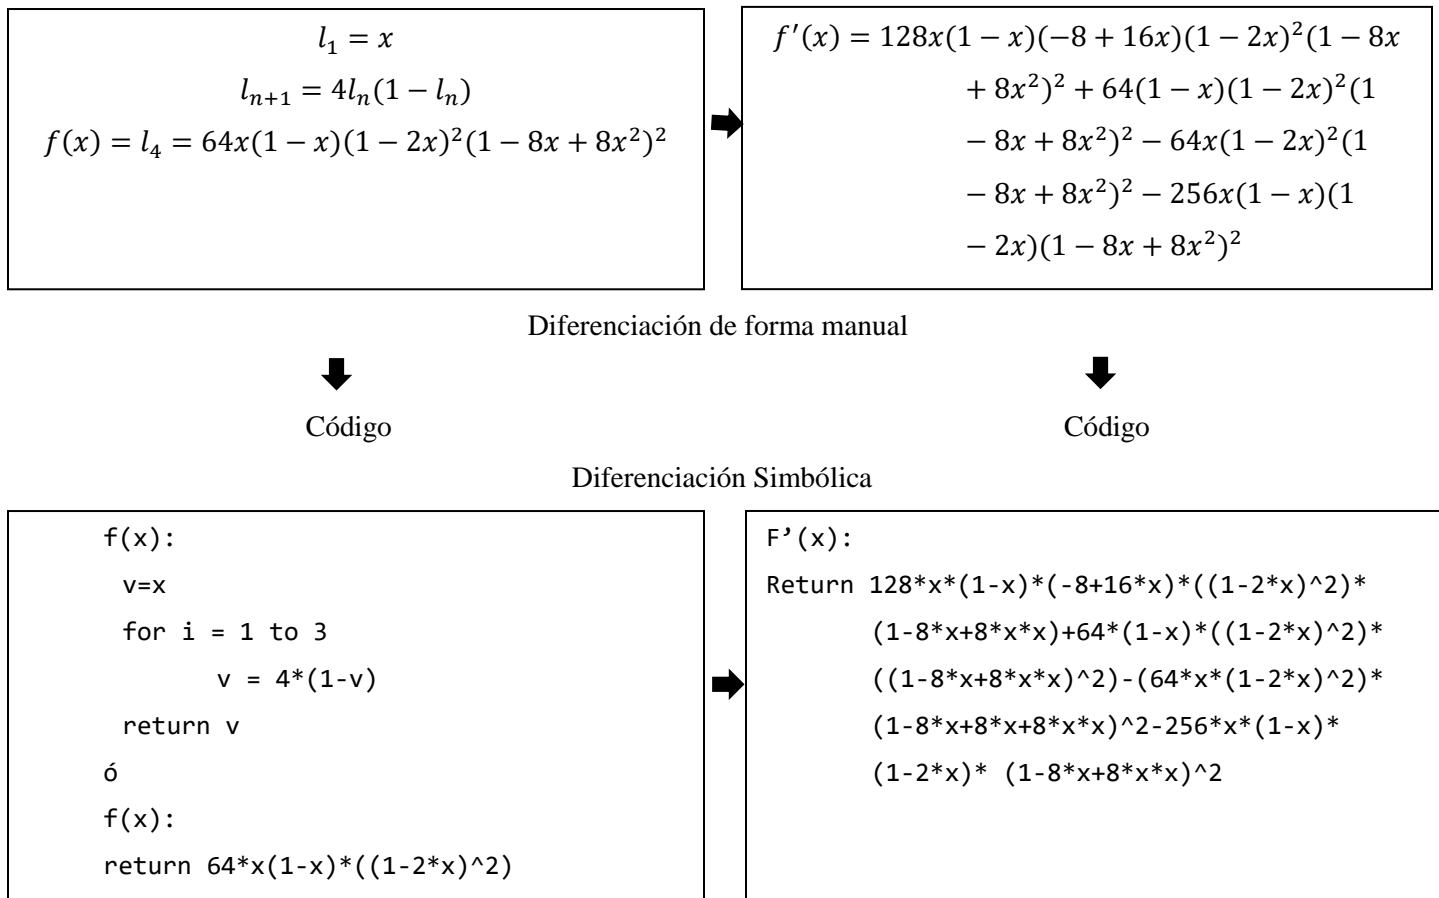 l₁ = x
lₙ₊₁ = 4lₙ(1 − lₙ)
f(x) = l₄ = 64x(1 − x)(1 − 2x)²(1 − 8x + 8x²)²
f′(x) = 128x(1 − x)(−8 + 16x)(1 − 2x)²(1 − 8x
+ 8x²)² + 64(1 − x)(1 − 2x)²(1
− 8x + 8x²)² − 64x(1 − 2x)²(1
− 8x + 8x²)² − 256x(1 − x)(1
− 2x)(1 − 8x + 8x²)²
Diferenciación de forma manual
Código
Código
Diferenciación Simbólica
f(x):
v=x
for i = 1 to 3
v = 4*(1-v)
return v
ó
f(x):
return 64*x(1-x)*((1-2*x)^2)
F’(x):
Return 128*x*(1-x)*(-8+16*x)*((1-2*x)^2)*
(1-8*x+8*x*x)+64*(1-x)*((1-2*x)^2)*
((1-8*x+8*x*x)^2)-(64*x*(1-2*x)^2)*
(1-8*x+8*x+8*x*x)^2-256*x*(1-x)*
(1-2*x)* (1-8*x+8*x*x)^2